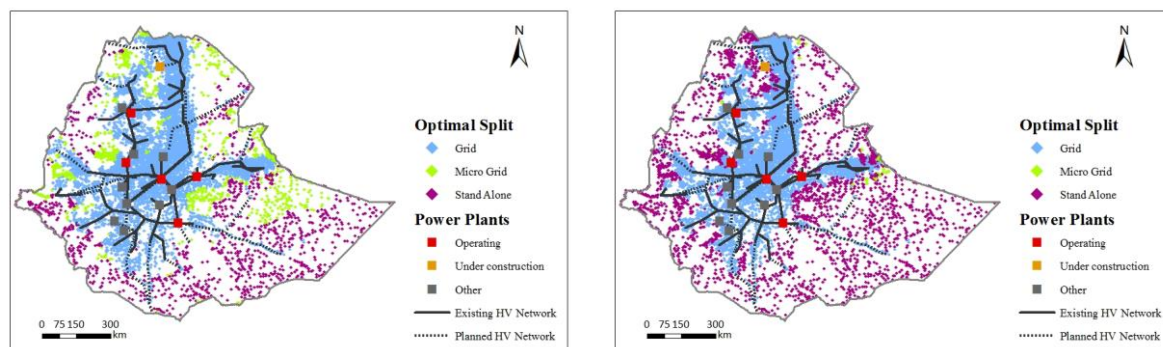 N
Optimal Split
Grid
Micro Grid
Stand Alone
Power Plants
Operating
Under construction
Other
Existing HV Network
Planned HV Network
0 75 150 300
km
N
Optimal Split
Grid
Micro Grid
Stand Alone
Power Plants
Operating
Under construction
Other
Existing HV Network
Planned HV Network
0 75 150 300
km